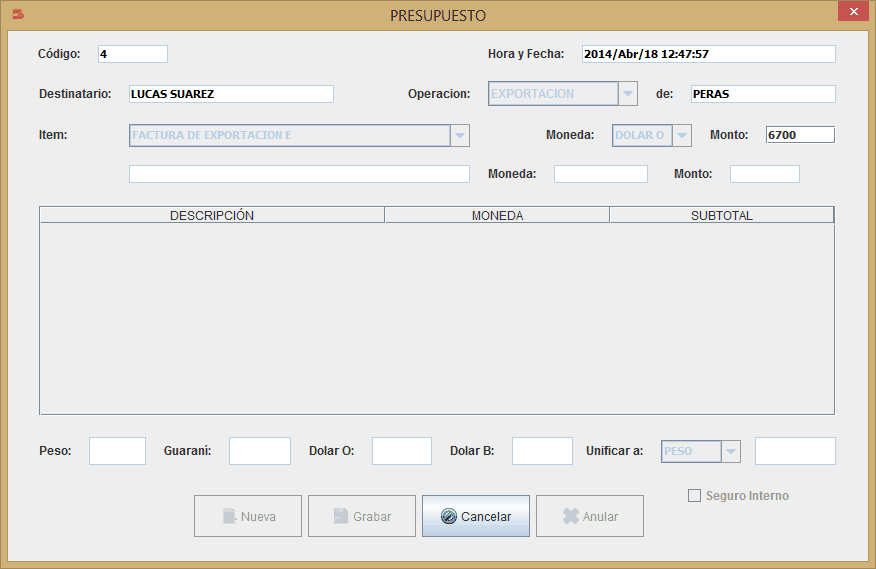 PRESUPUESTO
Código: 4 Hora y Fecha: 2014/Abr/18 12:47:57
Destinatario: LUCAS SUAREZ Operacion: EXPORTACION de: PERAS
Item: FACTURA DE EXPORTACION E Moneda: DOLAR O Monto: 6700
Moneda: Monto:
DESCRIPCIÓN MONEDA SUBTOTAL
Peso: Guaraní: Dolar O: Dolar B: Unificar a: PESO
Seguro Interno
Nueva Grabar Cancelar Anular